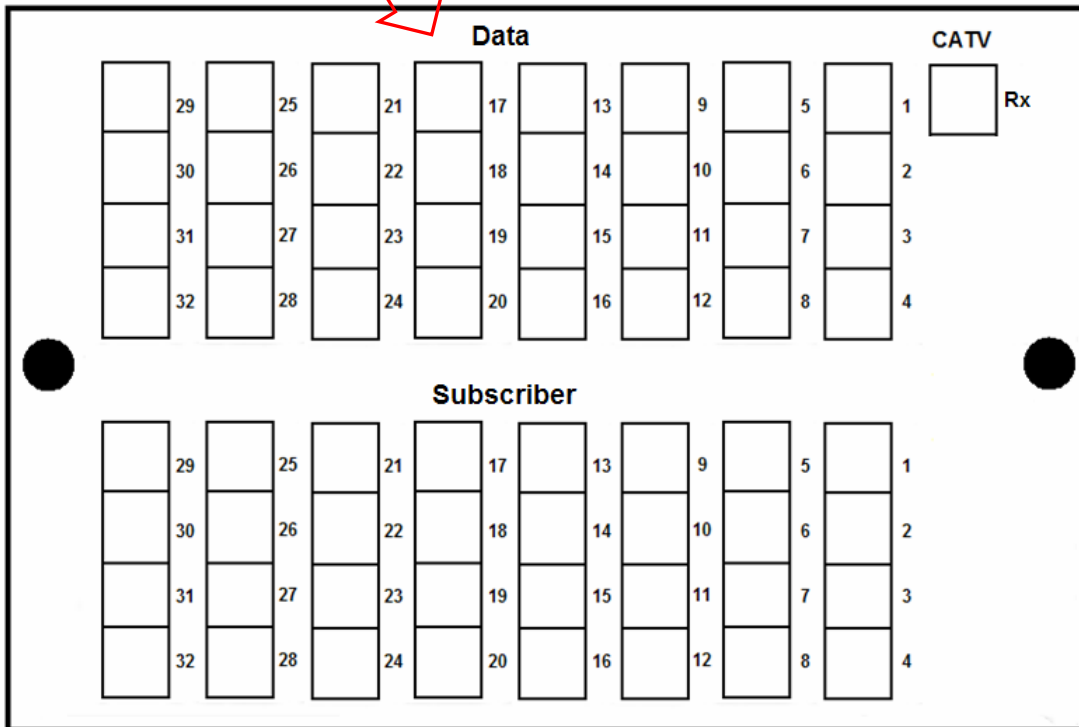 Data
CATV
29 25 21 17 13 9 5 1 Rx
30 26 22 18 14 10 6 2
31 27 23 19 15 11 7 3
32 28 24 20 16 12 8 4
Subscriber
29 25 21 17 13 9 5 1
30 26 22 18 14 10 6 2
31 27 23 19 15 11 7 3
32 28 24 20 16 12 8 4